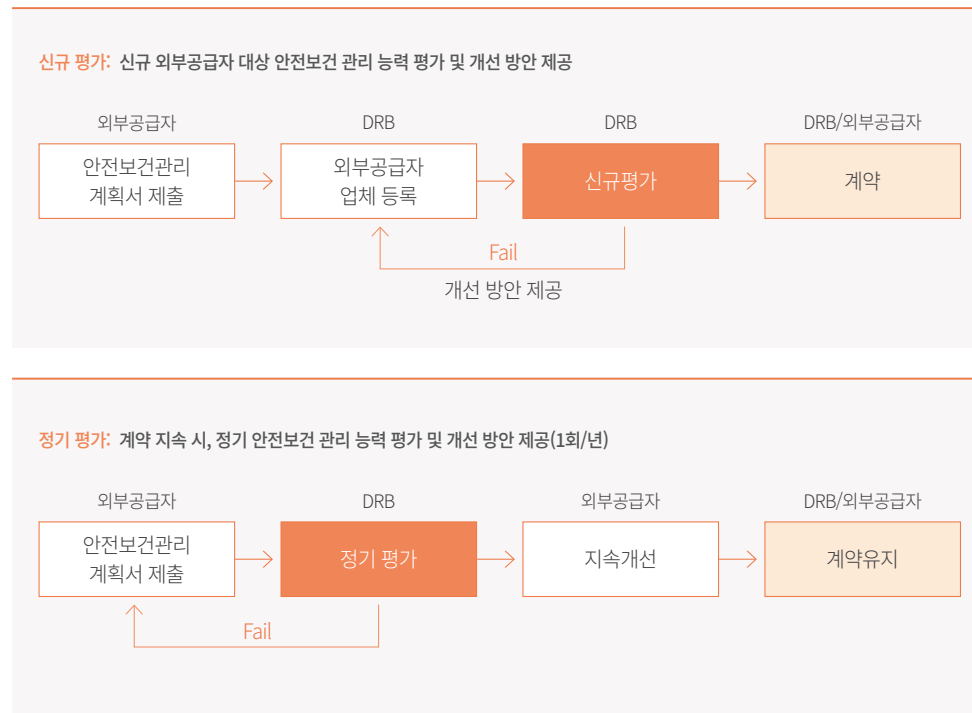 신규 평가: 신규 외부공급자 대상 안전보건 관리 능력 평가 및 개선 방안 제공
외부공급자
DRB
DRB
DRB/외부공급자
안전보건관리
계획서 제출
외부공급자
업체 등록
신규평가
계약
Fail
개선 방안 제공
정기 평가: 계약 지속 시, 정기 안전보건 관리 능력 평가 및 개선 방안 제공(1회/년)
외부공급자
DRB
외부공급자
DRB/외부공급자
안전보건관리
계획서 제출
정기 평가
지속개선
계약유지
Fail